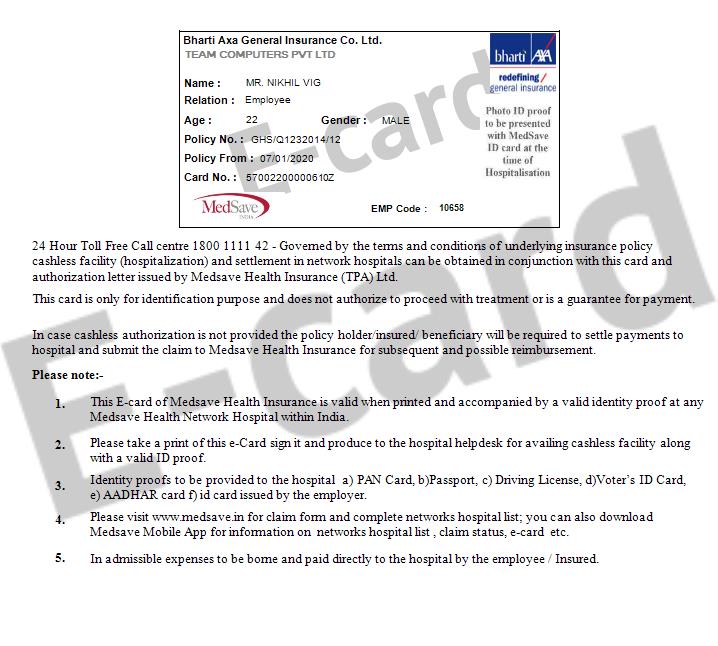 Bharti Axa General Insurance Co. Ltd.
TEAM COMPUTERS PVT LTD
bharti AXA
redefining /
general insurance
Name : MR. NIKHIL VIG
Relation : Employee
Age : 22 Gender : MALE
Policy No. : GHS/Q1232014/12
Policy From : 07/01/2020
Card No. : 57002200000610Z
Photo ID proof
to be presented
with MedSave
ID card at the
time of
Hospitalisation
MedSave
INDIA
EMP Code : 10658
E-card
24 Hour Toll Free Call centre 1800 1111 42 - Governed by the terms and conditions of underlying insurance policy
cashless facility (hospitalization) and settlement in network hospitals can be obtained in conjunction with this card and
authorization letter issued by Medsave Health Insurance (TPA) Ltd.
This card is only for identification purpose and does not authorize to proceed with treatment or is a guarantee for payment.
In case cashless authorization is not provided the policy holder/insured/ beneficiary will be required to settle payments to
hospital and submit the claim to Medsave Health Insurance for subsequent and possible reimbursement.
Please note:-
1. This E-card of Medsave Health Insurance is valid when printed and accompanied by a valid identity proof at any
Medsave Health Network Hospital within India.
2. Please take a print of this e-Card sign it and produce to the hospital helpdesk for availing cashless facility along
with a valid ID proof.
3. Identity proofs to be provided to the hospital a) PAN Card, b)Passport, c) Driving License, d)Voter's ID Card,
e) AADHAR card f) id card issued by the employer.
4. Please visit www.medsave.in for claim form and complete networks hospital list; you can also download
Medsave Mobile App for information on networks hospital list , claim status, e-card etc.
5. In admissible expenses to be borne and paid directly to the hospital by the employee / Insured.
E-card